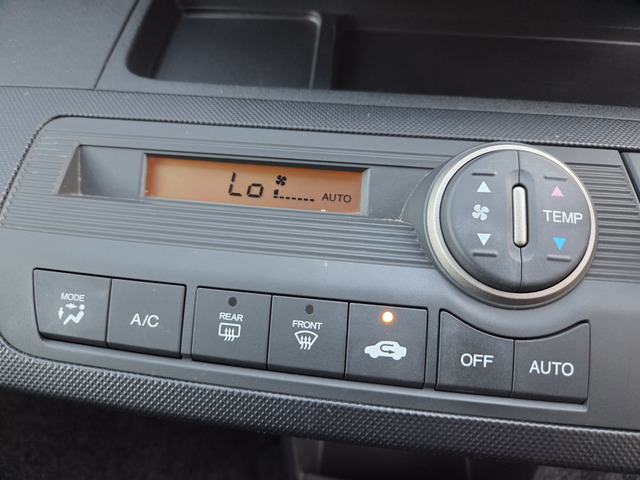 Lo AUTO
TEMP
MODE
A/C
REAR
FRONT
OFF
AUTO